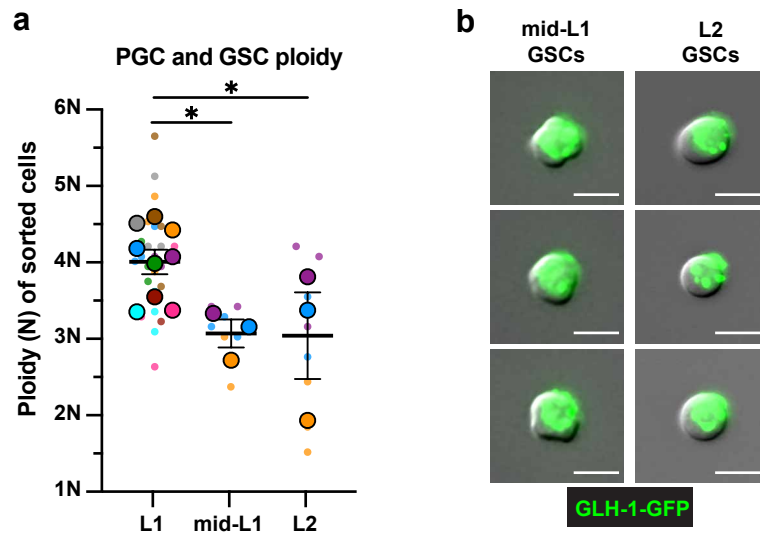 a
PGC and GSC ploidy
Ploidy (N) of sorted cells
6N
5N
4N
3N
2N
1N
*
*
L1
mid-L1
L2
b
mid-L1
GSCs
L2
GSCs
GLH-1-GFP